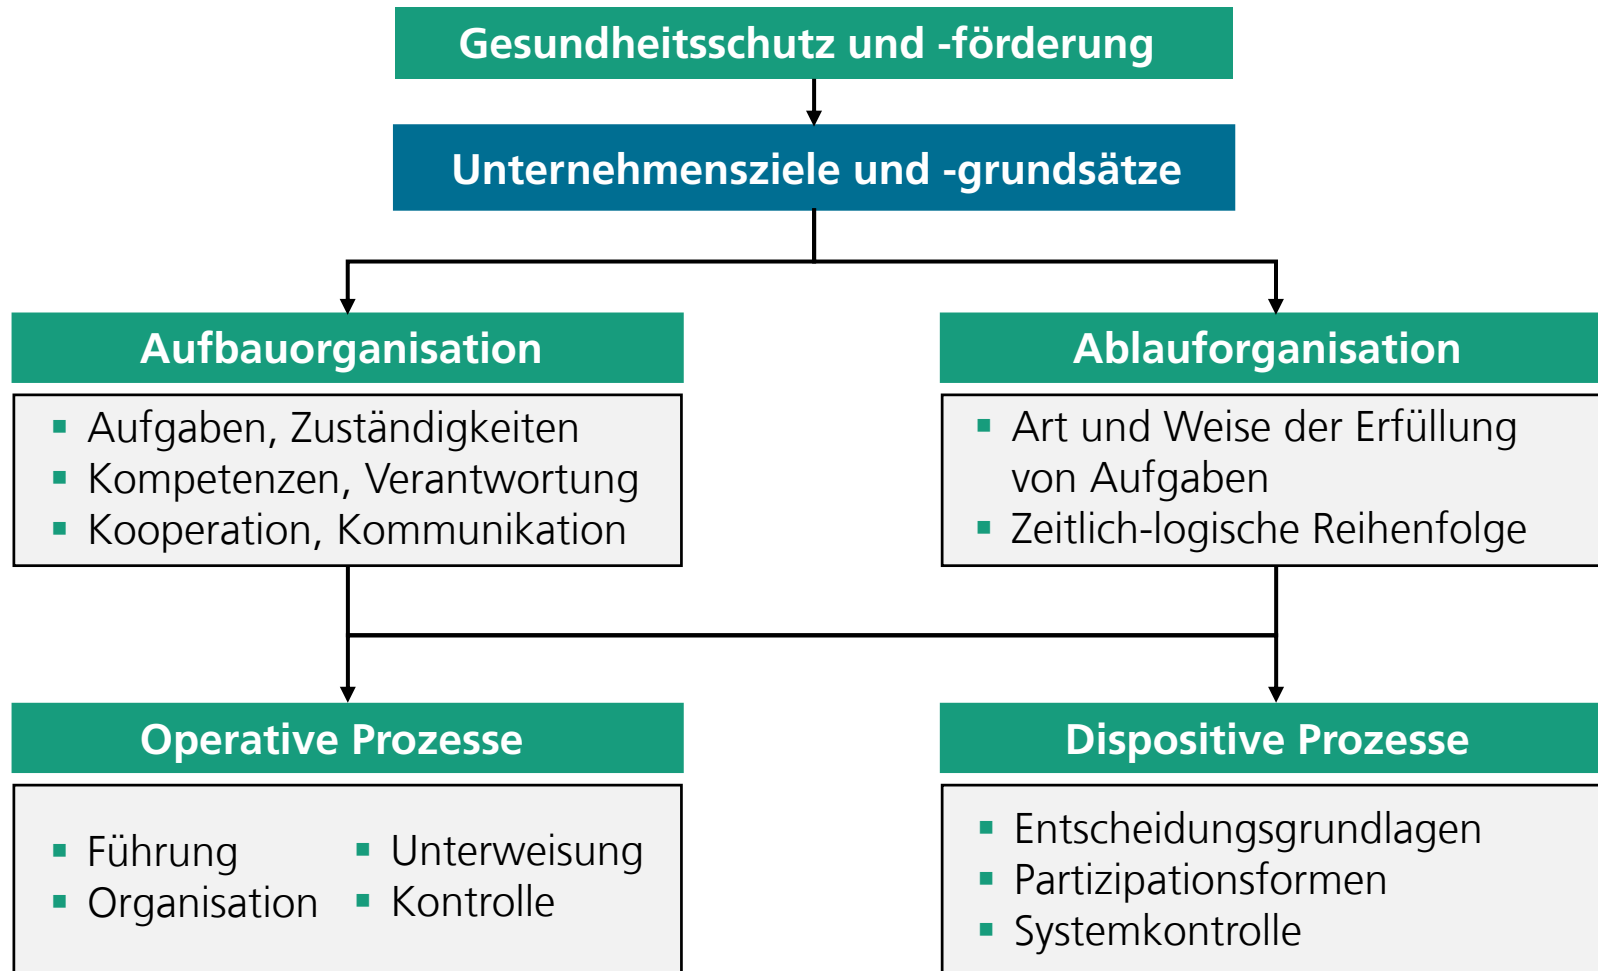 Gesundheitsschutz und -förderung
Unternehmensziele und -grundsätze
Aufbauorganisation
▪ Aufgaben, Zuständigkeiten
▪ Kompetenzen, Verantwortung
▪ Kooperation, Kommunikation
Ablauforganisation
▪ Art und Weise der Erfüllung
von Aufgaben
▪ Zeitlich-logische Reihenfolge
Operative Prozesse
▪ Führung
▪ Organisation
▪ Unterweisung
▪ Kontrolle
Dispositive Prozesse
▪ Entscheidungsgrundlagen
▪ Partizipationsformen
▪ Systemkontrolle